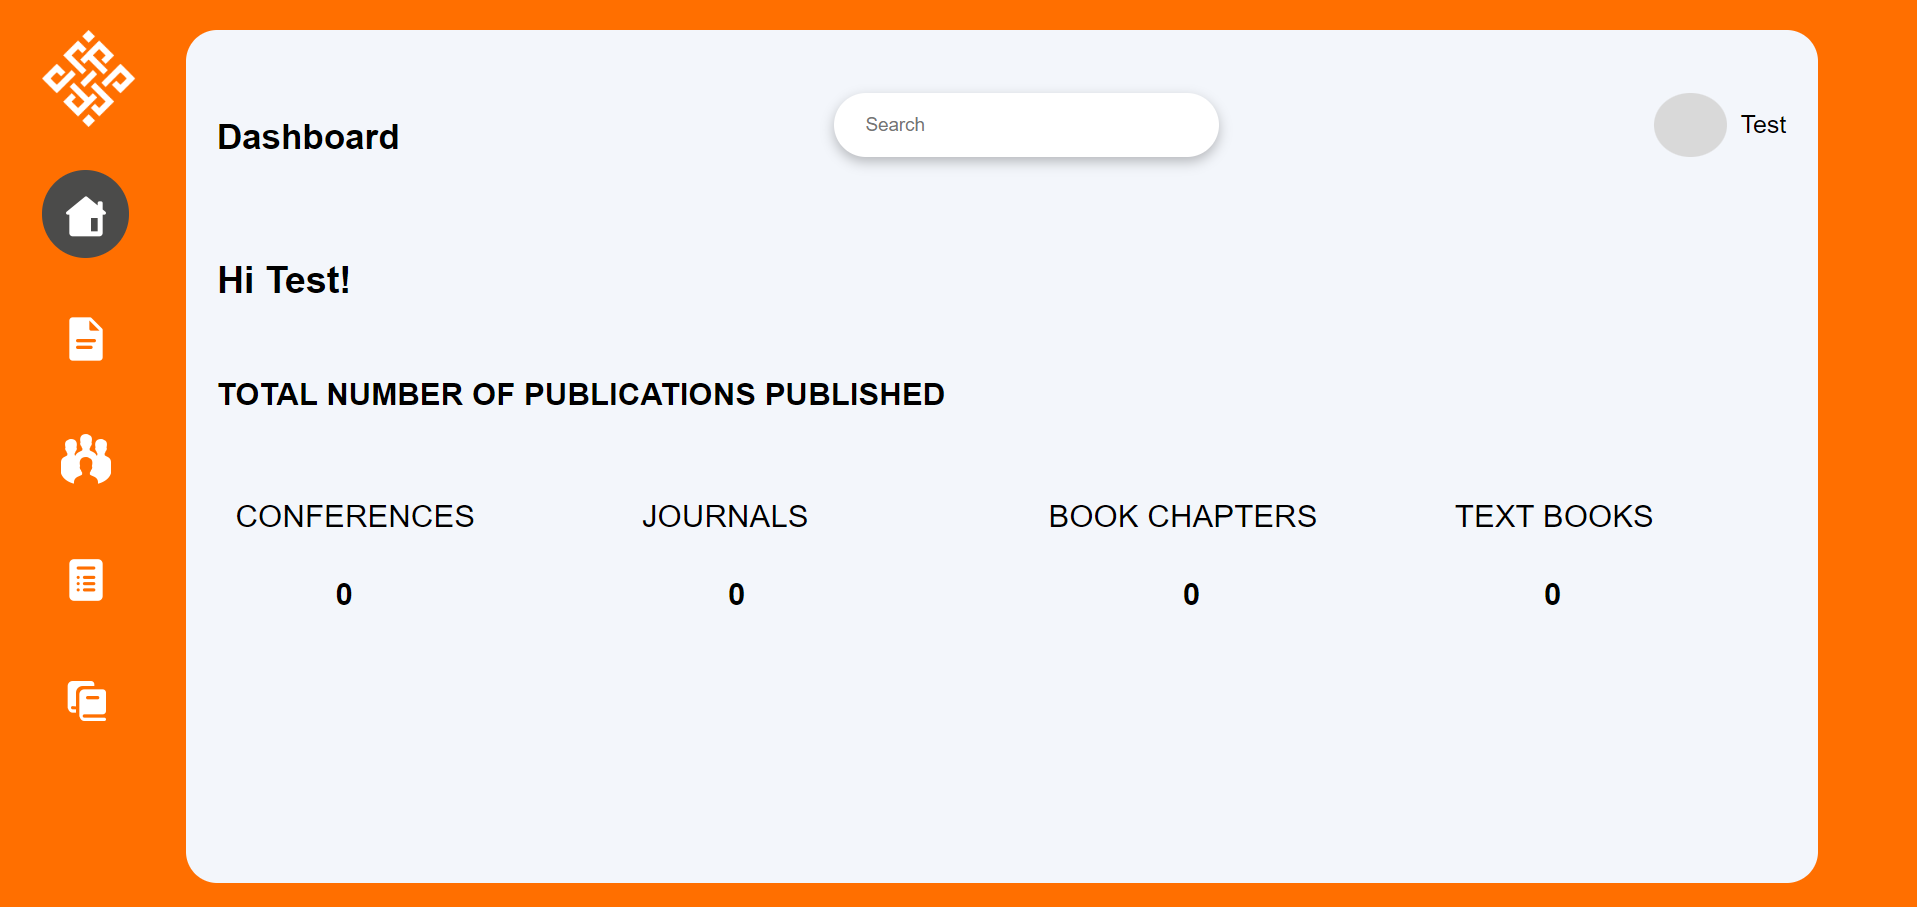 Dashboard
Search
Test
Hi Test!
TOTAL NUMBER OF PUBLICATIONS PUBLISHED
CONFERENCES JOURNALS BOOK CHAPTERS TEXT BOOKS
0 0 0 0